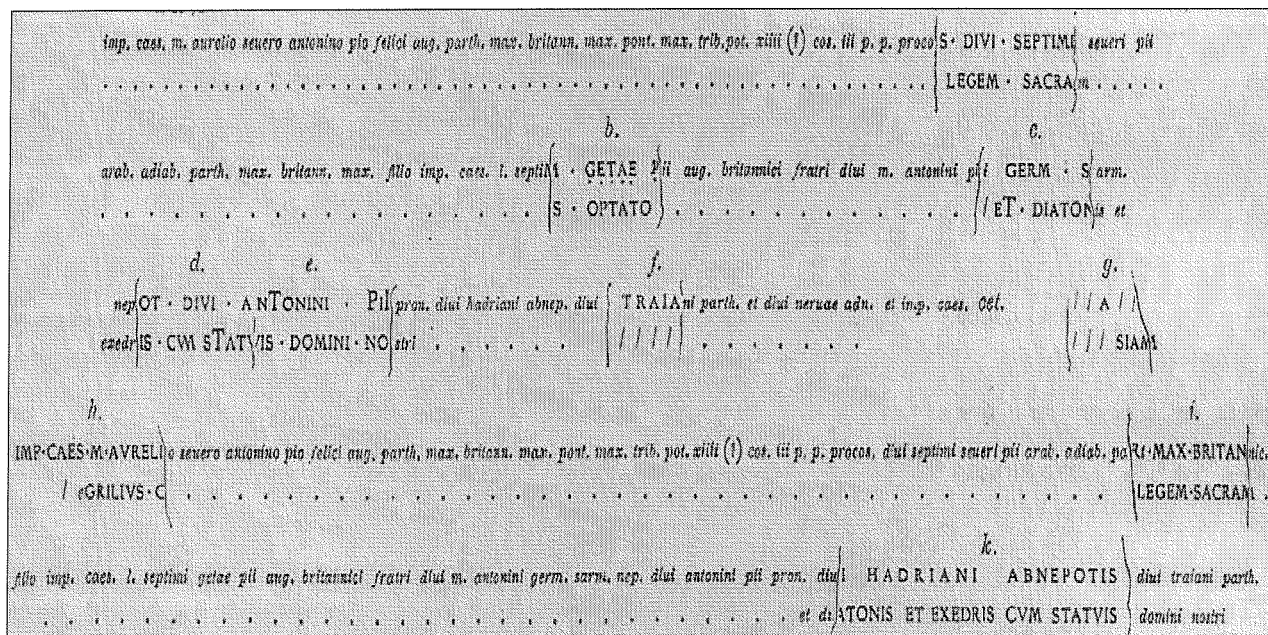 imp. caes. m. aurelio seuero antonino pio felici aug. parth. max. britann. max. pont. max. trib. pot. xiiii (?) cos. iii p. p. procoS · DIVI · SEPTIMI seueri pii
. . . . . . . . . . . . . . . . . . . . . . . . . . . . . . . . . . . . . . . . LEGEM · SACRAm . . . . .
b. c.
arab. adiab. parth. max. britann. max. filio imp. caes. l. septiMI · GETAE PII aug. britannici fratri diui m. antonini pii GERM · Sarm.
. . . . . . . . . . . . . . . . . S · OPTATO . . . . . . . . . . . . / ET · DIATONis et
d. e. f. g.
nepOT · DIVI · ANTONINI · PII pron. diui hadriani abnep. diui TRAIAni parth. et diui neruae adn. et imp. caes. cet. / / A / /
exedrIS · CVM STATVIS · DOMINI · NOstri . . . . . . / / / / / . . . . . . . / / / SIAM
h. i.
IMP·CAES·M·AVRELIo seuero antonino pio felici aug. parth. max. britann. max. pont. max. trib. pot. xiiii (?) cos. iii p. p. procos, diui septimi seueri pii arab. adiab. paRt·MAX·BRITANnic.
/ eGRILIVS·C . . . . . . . . . . . . . . . . . . . . . . . . . . . . . . . . . . . . . . . . LEGEM·SACRAM .
k.
filio imp. caes. l. septimi getae pii aug. britannici fratri diui m. antonini germ. sarm. nep. diui antonini pii pron. diuI HADRIANI ABNEPOTIS diui traiani parth.
. . . . . . . . . . . . . . . . . . . . . . . . . . . . . . et diATONIS ET EXEDRIS CVM STATVIS domini nostri